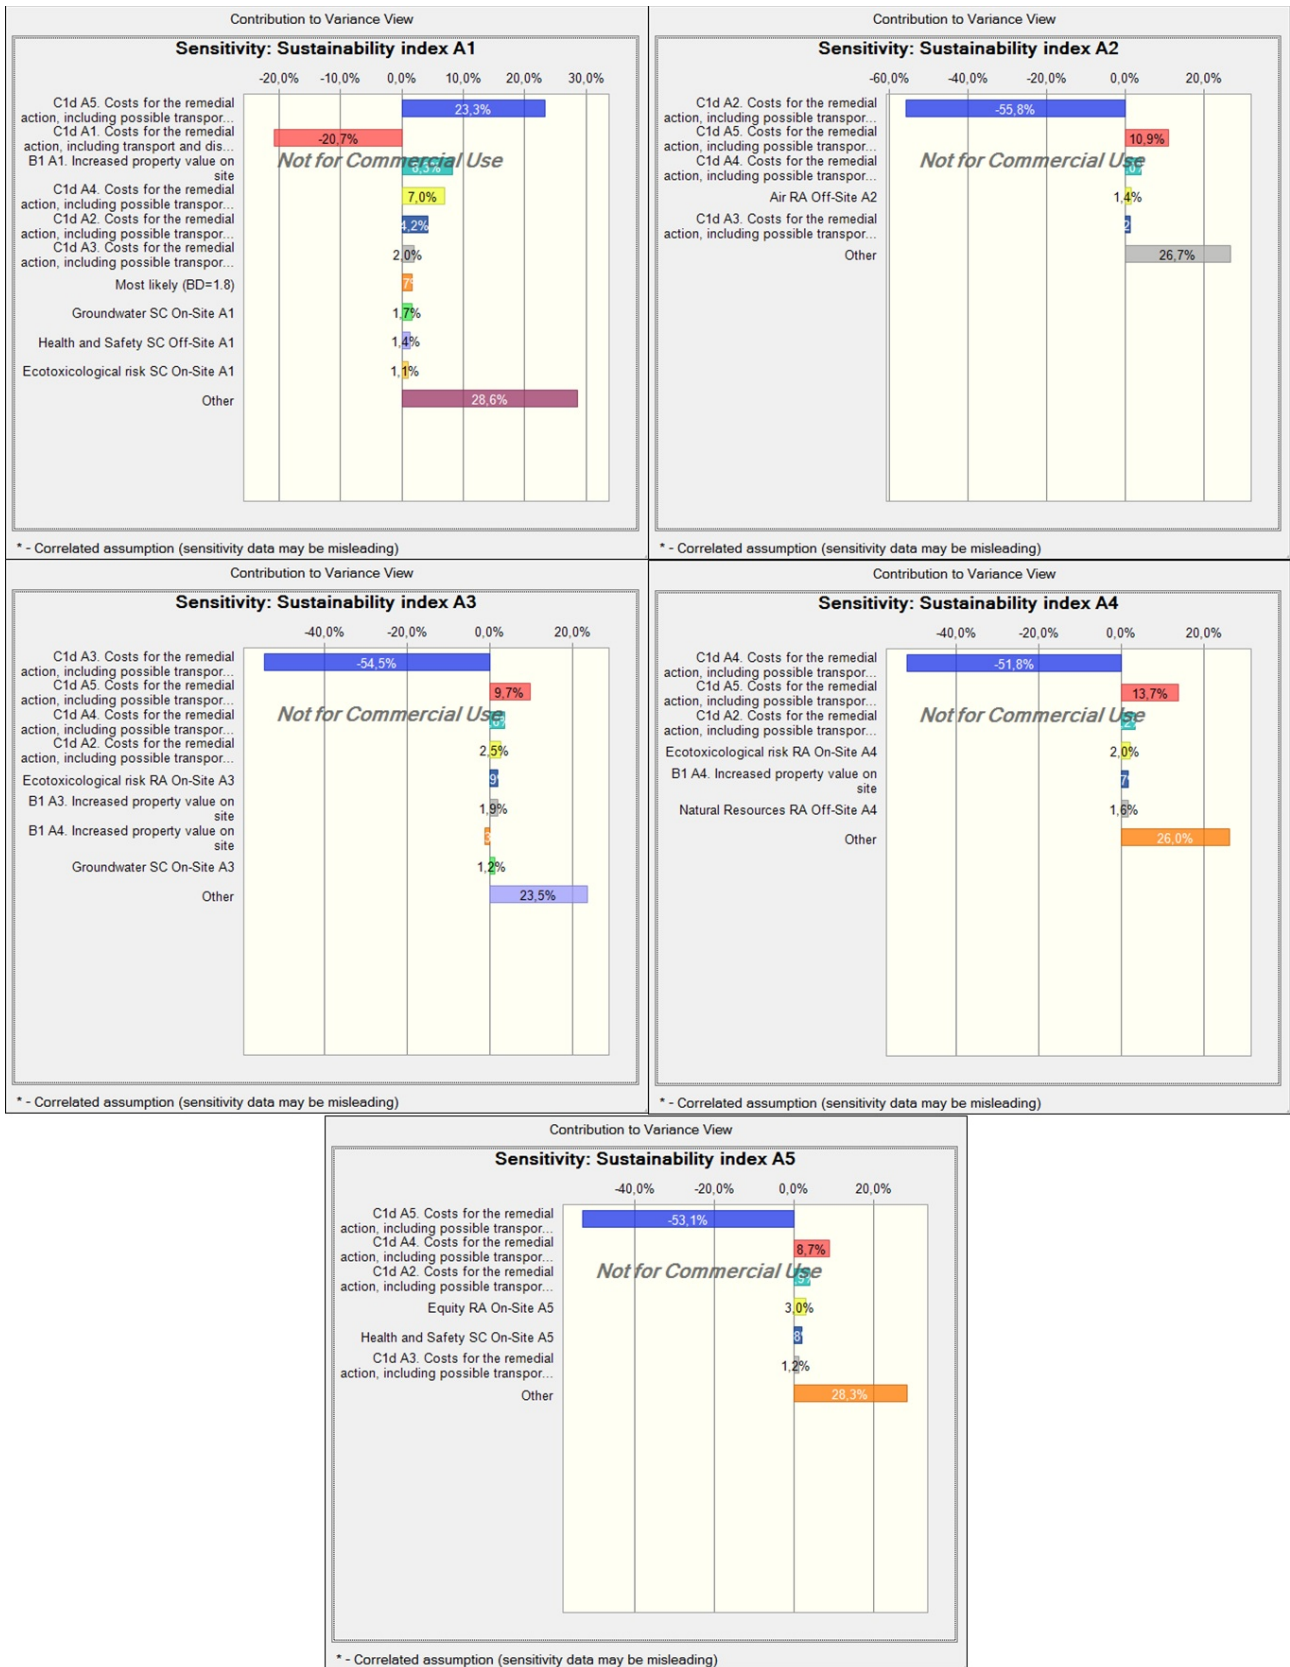 Contribution to Variance View
Sensitivity: Sustainability index A1
-20,0% -10,0% 0,0% 10,0% 20,0% 30,0%
C1d A5. Costs for the remedial
action, including possible transpor...
23,3%
C1d A1. Costs for the remedial
action, including transport and dis...
-20,7%
Not for Commercial Use
B1 A1. Increased property value on
site
8,3%
C1d A4. Costs for the remedial
action, including possible transpor...
7,0%
C1d A2. Costs for the remedial
action, including possible transpor...
4,2%
C1d A3. Costs for the remedial
action, including possible transpor...
2,0%
Most likely (BD=1.8)
Groundwater SC On-Site A1
1,7%
Health and Safety SC Off-Site A1
1,4%
Ecotoxicological risk SC On-Site A1
1,1%
Other
28,6%
* - Correlated assumption (sensitivity data may be misleading)
Contribution to Variance View
Sensitivity: Sustainability index A2
-60,0% -40,0% -20,0% 0,0% 20,0%
C1d A2. Costs for the remedial
action, including possible transpor...
-55,8%
C1d A5. Costs for the remedial
action, including possible transpor...
10,9%
Not for Commercial Use
C1d A4. Costs for the remedial
action, including possible transpor...
Air RA Off-Site A2
1,4%
C1d A3. Costs for the remedial
action, including possible transpor...
Other
26,7%
* - Correlated assumption (sensitivity data may be misleading)
Contribution to Variance View
Sensitivity: Sustainability index A3
-40,0% -20,0% 0,0% 20,0%
C1d A3. Costs for the remedial
action, including possible transpor...
-54,5%
C1d A5. Costs for the remedial
action, including possible transpor...
9,7%
Not for Commercial Use
C1d A4. Costs for the remedial
action, including possible transpor...
C1d A2. Costs for the remedial
action, including possible transpor...
2,5%
Ecotoxicological risk RA On-Site A3
B1 A3. Increased property value on
site
1,9%
B1 A4. Increased property value on
site
Groundwater SC On-Site A3
1,2%
Other
23,5%
* - Correlated assumption (sensitivity data may be misleading)
Contribution to Variance View
Sensitivity: Sustainability index A4
-40,0% -20,0% 0,0% 20,0%
C1d A4. Costs for the remedial
action, including possible transpor...
-51,8%
C1d A5. Costs for the remedial
action, including possible transpor...
13,7%
Not for Commercial Use
C1d A2. Costs for the remedial
action, including possible transpor...
Ecotoxicological risk RA On-Site A4
2,0%
B1 A4. Increased property value on
site
Natural Resources RA Off-Site A4
1,6%
Other
26,0%
* - Correlated assumption (sensitivity data may be misleading)
Contribution to Variance View
Sensitivity: Sustainability index A5
-40,0% -20,0% 0,0% 20,0%
C1d A5. Costs for the remedial
action, including possible transpor...
-53,1%
C1d A4. Costs for the remedial
action, including possible transpor...
8,7%
Not for Commercial Use
C1d A2. Costs for the remedial
action, including possible transpor...
Equity RA On-Site A5
3,0%
Health and Safety SC On-Site A5
C1d A3. Costs for the remedial
action, including possible transpor...
1,2%
Other
28,3%
* - Correlated assumption (sensitivity data may be misleading)